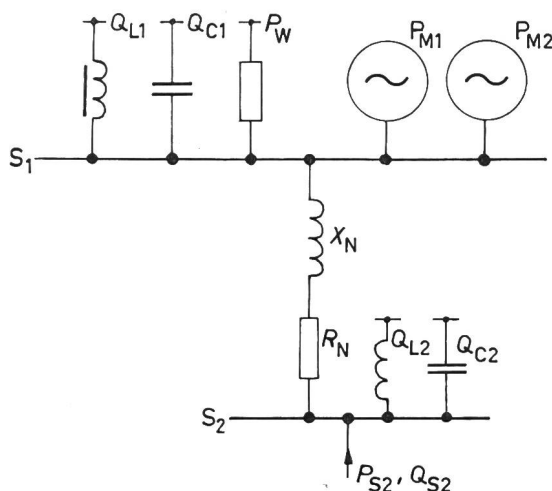 Q_L1 Q_C1 P_W P_M1 P_M2
S_1
X_N
R_N Q_L2 Q_C2
S_2
P_S2, Q_S2